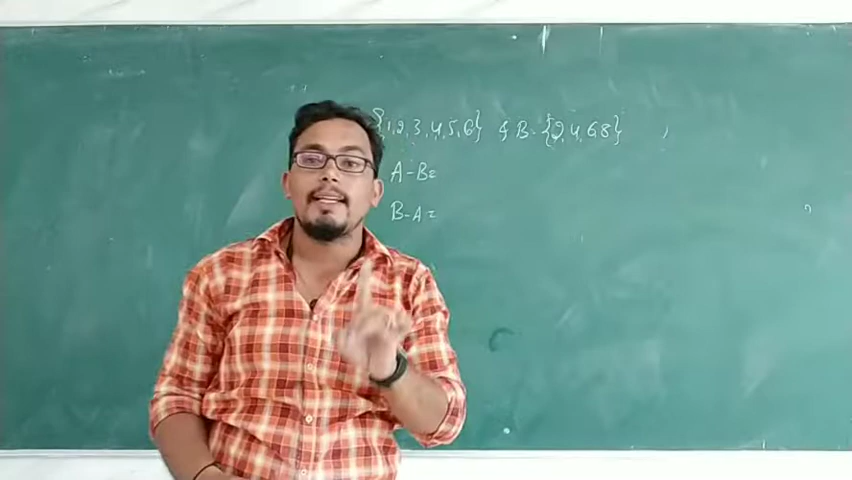 {1,2,3,4,5,6} & B={2,4,6,8}
A-B=
B-A=